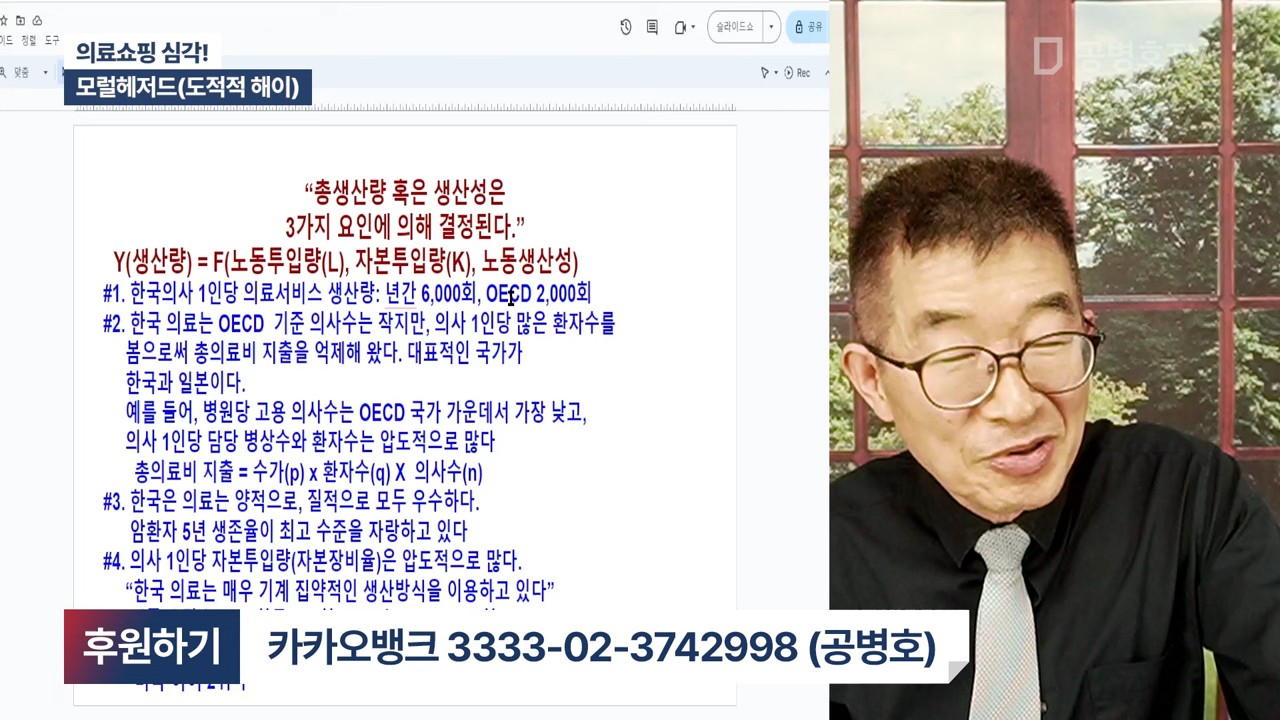 이드 정렬 도구
슬라이드쇼
공유
의료쇼핑 심각!
맞춤
Rec
모럴헤저드(도적적 해이)
공병호
“총생산량 혹은 생산성은
3가지 요인에 의해 결정된다.”
Y(생산량) = F(노동투입량(L), 자본투입량(K), 노동생산성)
#1. 한국의사 1인당 의료서비스 생산량: 년간 6,000회, OECD 2,000회
#2. 한국 의료는 OECD 기준 의사수는 작지만, 의사 1인당 많은 환자수를
봄으로써 총의료비 지출을 억제해 왔다. 대표적인 국가가
한국과 일본이다.
예를 들어, 병원당 고용 의사수는 OECD 국가 가운데서 가장 낮고,
의사 1인당 담당 병상수와 환자수는 압도적으로 많다
총의료비 지출 = 수가(p) x 환자수(q) X 의사수(n)
#3. 한국은 의료는 양적으로, 질적으로 모두 우수하다.
암환자 5년 생존율이 최고 수준을 자랑하고 있다
#4. 의사 1인당 자본투입량(자본장비율)은 압도적으로 많다.
“한국 의료는 매우 기계 집약적인 생산방식을 이용하고 있다”
후원하기 카카오뱅크 3333-02-3742998 (공병호)